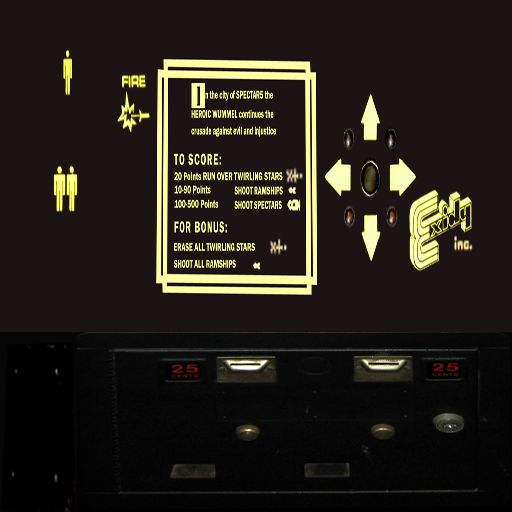 FIRE
In the city of SPECTARS the
HEROIC WUMMEL continues the
crusade against evil and injustice
TO SCORE:
20 Points RUN OVER TWIRLING STARS
10-90 Points SHOOT RAMSHIPS
100-500 Points SHOOT SPECTARS
FOR BONUS:
ERASE ALL TWIRLING STARS
SHOOT ALL RAMSHIPS
Exidy
inc.
25
CENTS
25
CENTS